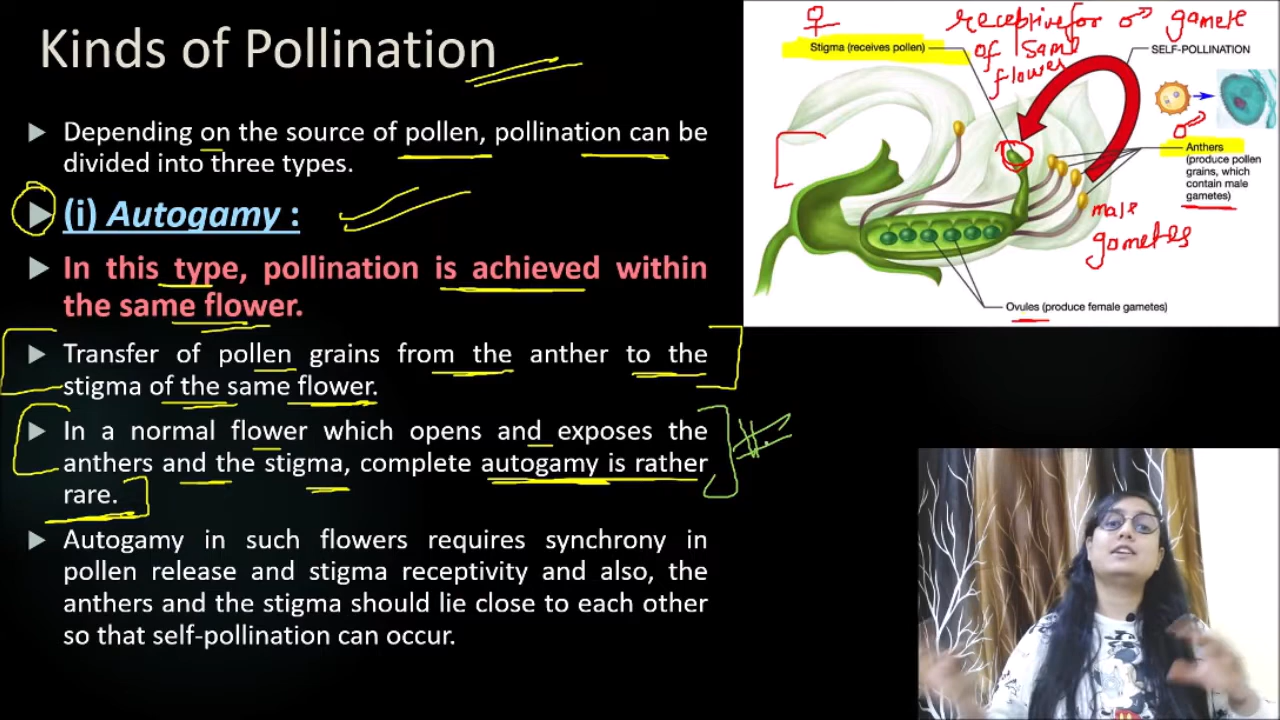 Kinds of Pollination
Depending on the source of pollen, pollination can be
divided into three types.
(i) Autogamy :
In this type, pollination is achieved within
the same flower.
Transfer of pollen grains from the anther to the
stigma of the same flower.
In a normal flower which opens and exposes the
anthers and the stigma, complete autogamy is rather
rare.
Autogamy in such flowers requires synchrony in
pollen release and stigma receptivity and also, the
anthers and the stigma should lie close to each other
so that self-pollination can occur.
♀
receptive for ♂ gamete
of same
flower
Stigma (receives pollen)
SELF-POLLINATION
♂
Anthers
(produce pollen
grains, which
contain male
gametes)
male
gametes
Ovules (produce female gametes)